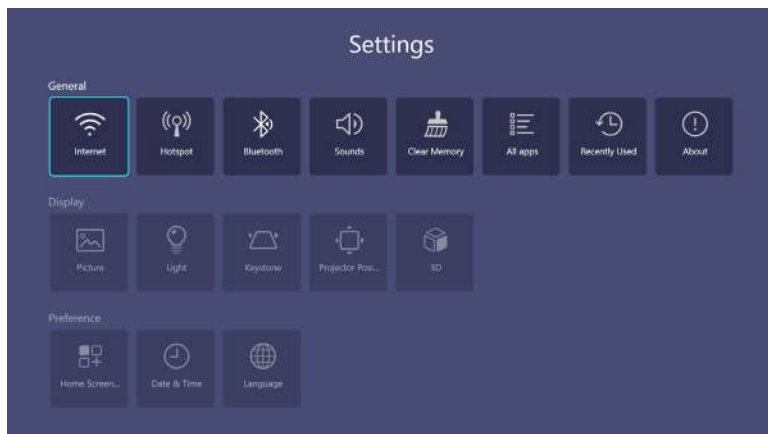 Settings
General
Internet Hotspot Bluetooth Sounds Clear Memory All apps Recently Used About
Display
Picture Light Keystone Projector Posi... 3D
Preference
Home Screen... Date & Time Language